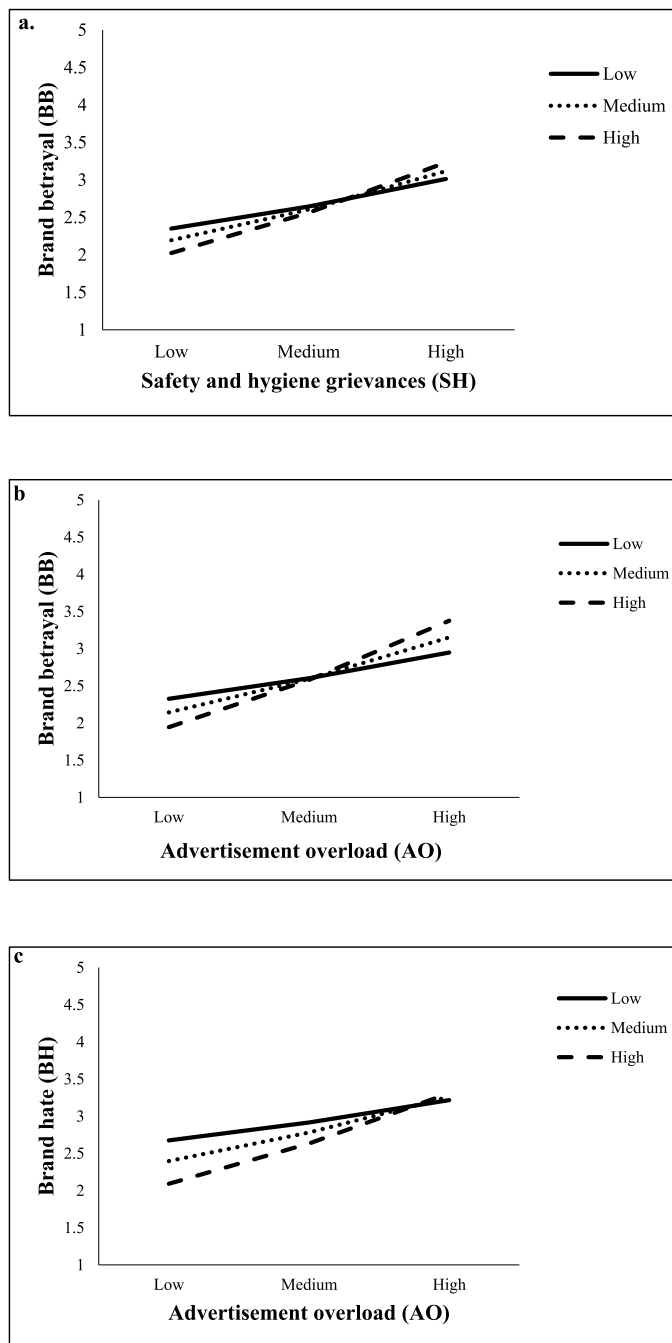 a.
5
4.5
4
3.5
3
2.5
2
1.5
1
Brand betrayal (BB)
Low
Medium
High
Low
Medium
High
Safety and hygiene grievances (SH)
b
5
4.5
4
3.5
3
2.5
2
1.5
1
Brand betrayal (BB)
Low
Medium
High
Low
Medium
High
Advertisement overload (AO)
c
5
4.5
4
3.5
3
2.5
2
1.5
1
Brand hate (BH)
Low
Medium
High
Low
Medium
High
Advertisement overload (AO)